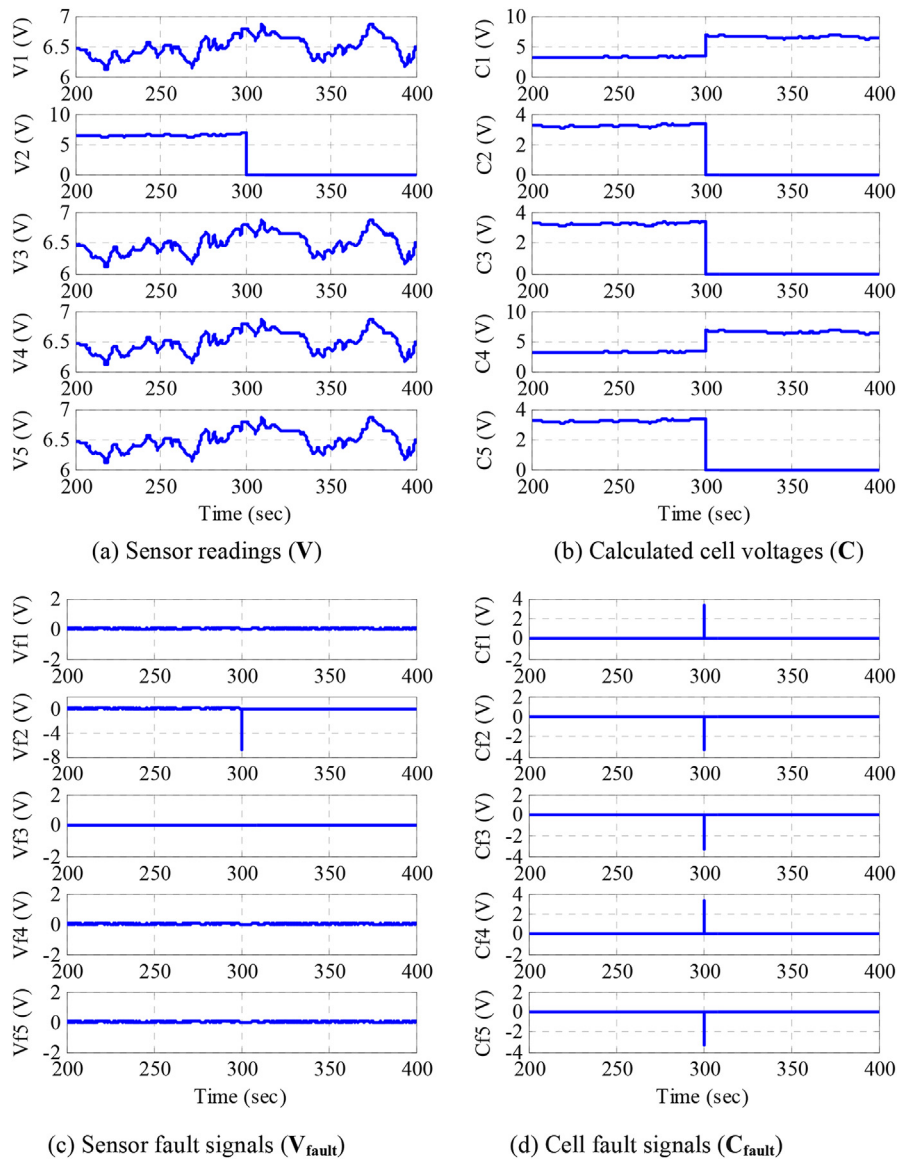 V1 (V)
7
6.5
6
200 250 300 350 400
V2 (V)
10
5
0
200 250 300 350 400
V3 (V)
7
6.5
6
200 250 300 350 400
V4 (V)
7
6.5
6
200 250 300 350 400
V5 (V)
7
6.5
6
200 250 300 350 400
Time (sec)
(a) Sensor readings (V)
C1 (V)
10
5
0
200 250 300 350 400
C2 (V)
4
2
0
200 250 300 350 400
C3 (V)
4
2
0
200 250 300 350 400
C4 (V)
10
5
0
200 250 300 350 400
C5 (V)
4
2
0
200 250 300 350 400
Time (sec)
(b) Calculated cell voltages (C)
Vf1 (V)
2
0
-2
200 250 300 350 400
Vf2 (V)
0
-4
-8
200 250 300 350 400
Vf3 (V)
2
0
-2
200 250 300 350 400
Vf4 (V)
2
0
-2
200 250 300 350 400
Vf5 (V)
2
0
-2
200 250 300 350 400
Time (sec)
(c) Sensor fault signals (Vfault)
Cf1 (V)
4
2
0
-2
200 250 300 350 400
Cf2 (V)
2
0
-2
-4
200 250 300 350 400
Cf3 (V)
2
0
-2
-4
200 250 300 350 400
Cf4 (V)
4
2
0
-2
200 250 300 350 400
Cf5 (V)
2
0
-2
-4
200 250 300 350 400
Time (sec)
(d) Cell fault signals (Cfault)